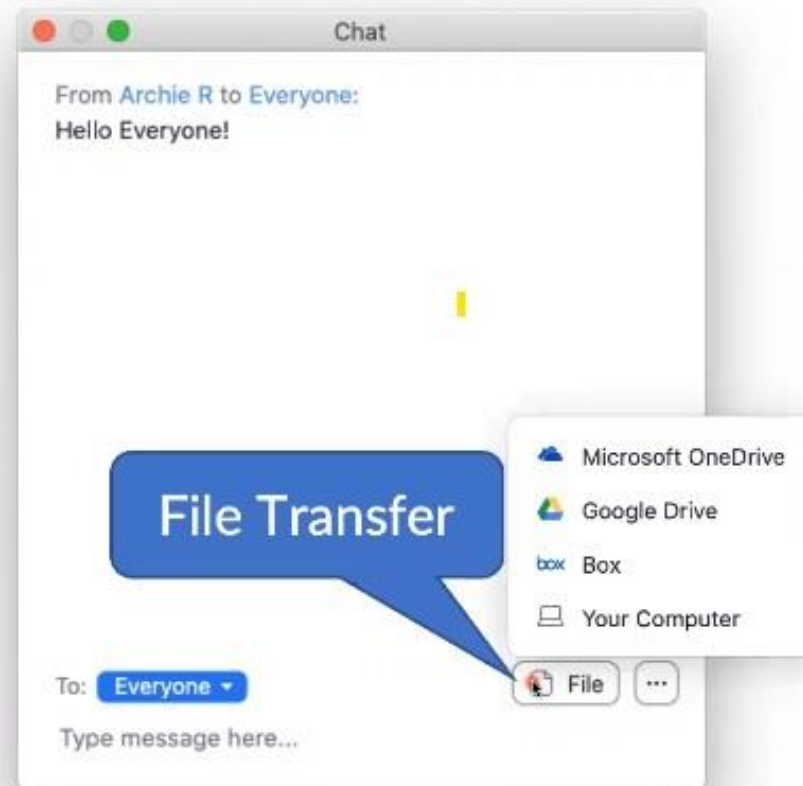 Chat
From Archie R to Everyone:
Hello Everyone!
File Transfer
Microsoft OneDrive
Google Drive
box Box
Your Computer
To: Everyone
File ...
Type message here...